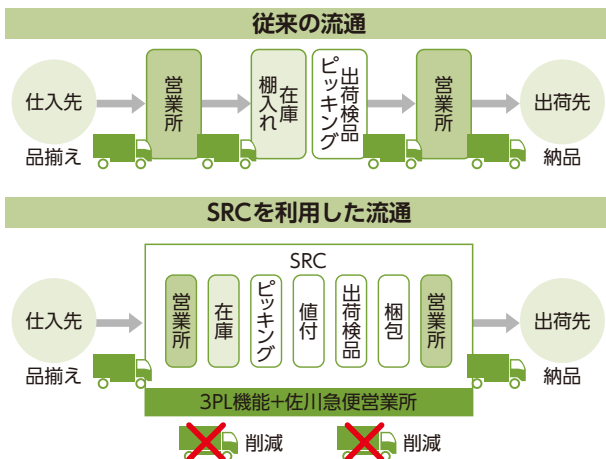 従来の流通
仕入先
営業所
在庫
棚入れ
出荷検品
ピッキング
営業所
出荷先
品揃え
納品
SRCを利用した流通
SRC
仕入先
営業所
在庫
ピッキング
値付
出荷検品
梱包
営業所
出荷先
品揃え
納品
3PL機能+佐川急便営業所
削減
削減